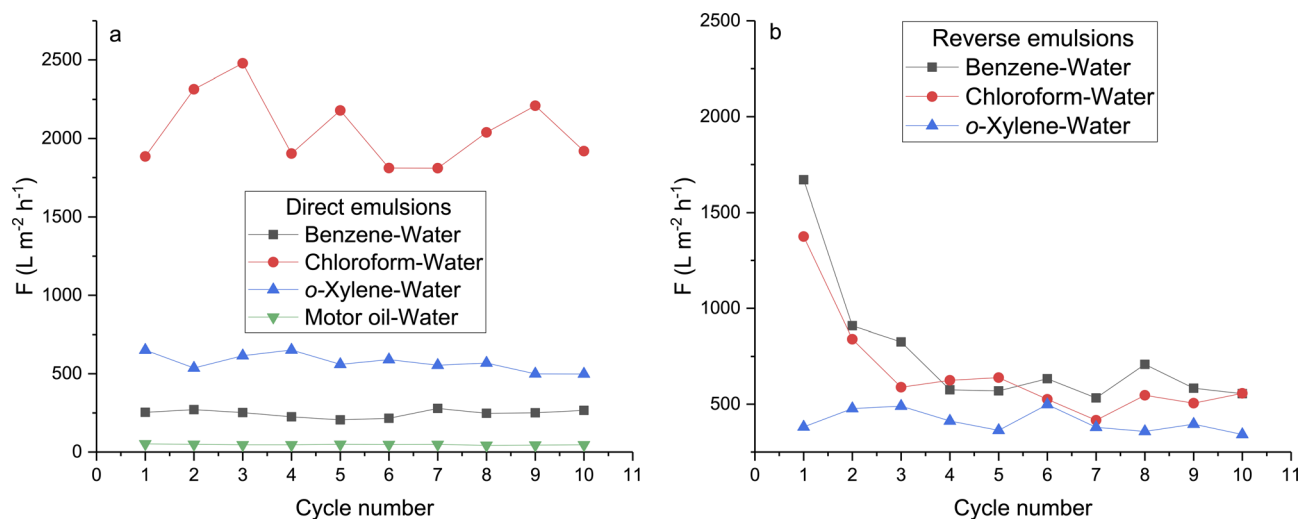 a
2500
2000
1500
1000
500
0
F (L m⁻² h⁻¹)
Direct emulsions
Benzene-Water
Chloroform-Water
o-Xylene-Water
Motor oil-Water
0 1 2 3 4 5 6 7 8 9 10 11
Cycle number
b
2500
2000
1500
1000
500
F (L m⁻² h⁻¹)
Reverse emulsions
Benzene-Water
Chloroform-Water
o-Xylene-Water
0 1 2 3 4 5 6 7 8 9 10 11
Cycle number